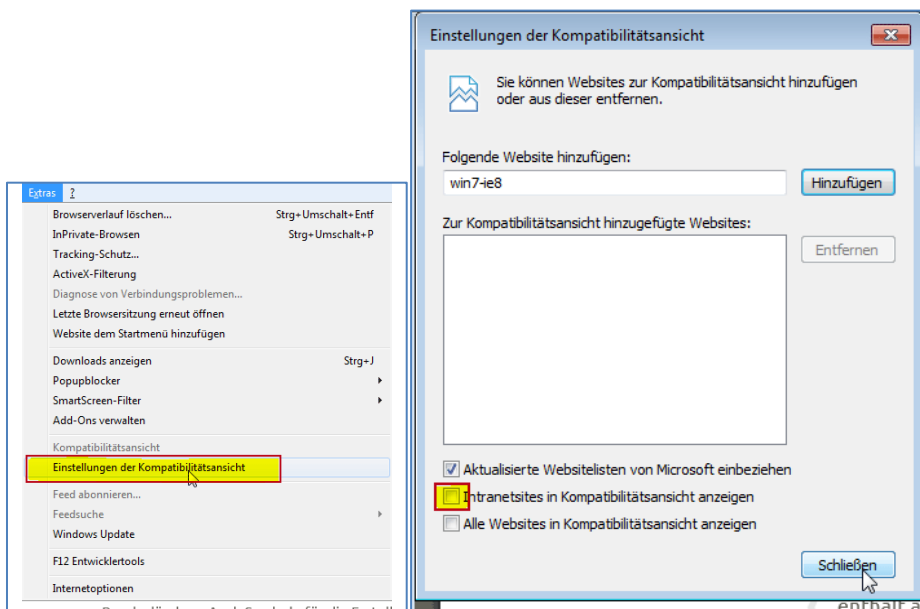 Extras ?
Browserverlauf löschen... Strg+Umschalt+Entf
InPrivate-Browsen Strg+Umschalt+P
Tracking-Schutz...
ActiveX-Filterung
Diagnose von Verbindungsproblemen...
Letzte Browsersitzung erneut öffnen
Website dem Startmenü hinzufügen
Downloads anzeigen Strg+J
Popupblocker
SmartScreen-Filter
Add-Ons verwalten
Kompatibilitätsansicht
Einstellungen der Kompatibilitätsansicht
Feed abonnieren...
Feedsuche
Windows Update
F12 Entwicklertools
Internetoptionen
Einstellungen der Kompatibilitätsansicht
Sie können Websites zur Kompatibilitätsansicht hinzufügen
oder aus dieser entfernen.
Folgende Website hinzufügen:
win7-ie8 Hinzufügen
Zur Kompatibilitätsansicht hinzugefügte Websites:
Entfernen
Aktualisierte Websitelisten von Microsoft einbeziehen
Intranetsites in Kompatibilitätsansicht anzeigen
Alle Websites in Kompatibilitätsansicht anzeigen
Schließen